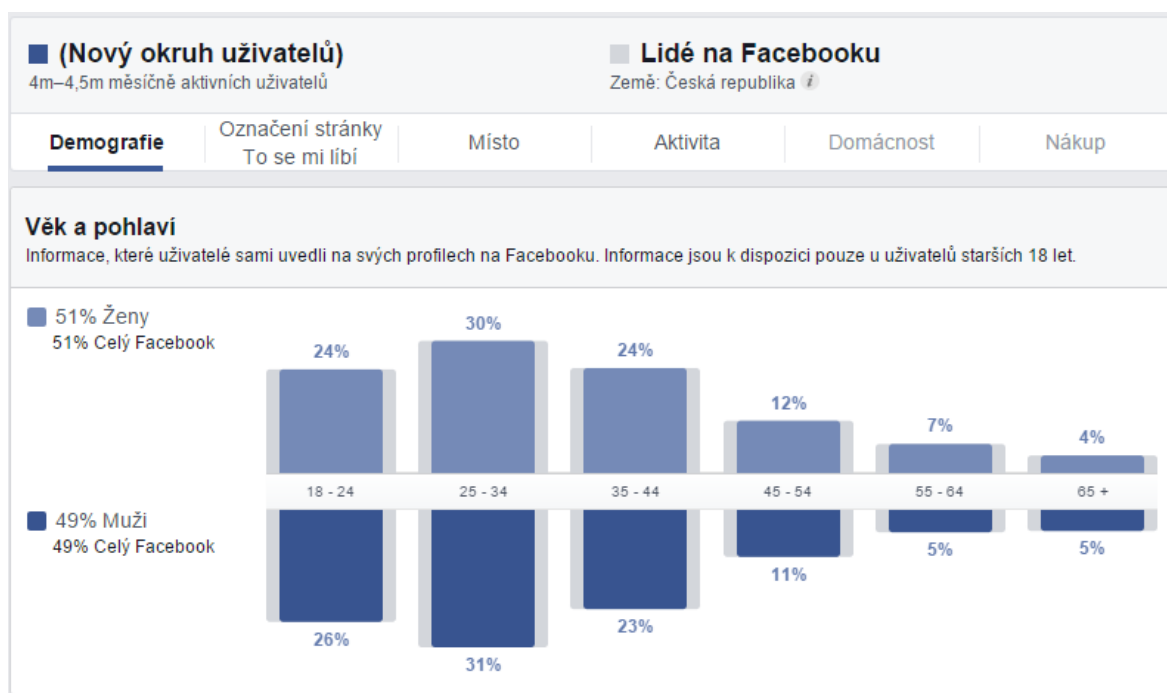 (Nový okruh uživatelů)
4m–4,5m měsíčně aktivních uživatelů
Lidé na Facebooku
Země: Česká republika i
Demografie
Označení stránky
To se mi líbí
Místo
Aktivita
Domácnost
Nákup
Věk a pohlaví
Informace, které uživatelé sami uvedli na svých profilech na Facebooku. Informace jsou k dispozici pouze u uživatelů starších 18 let.
51% Ženy
51% Celý Facebook
24%
30%
24%
12%
7%
4%
18 - 24
25 - 34
35 - 44
45 - 54
55 - 64
65 +
49% Muži
49% Celý Facebook
26%
31%
23%
11%
5%
5%